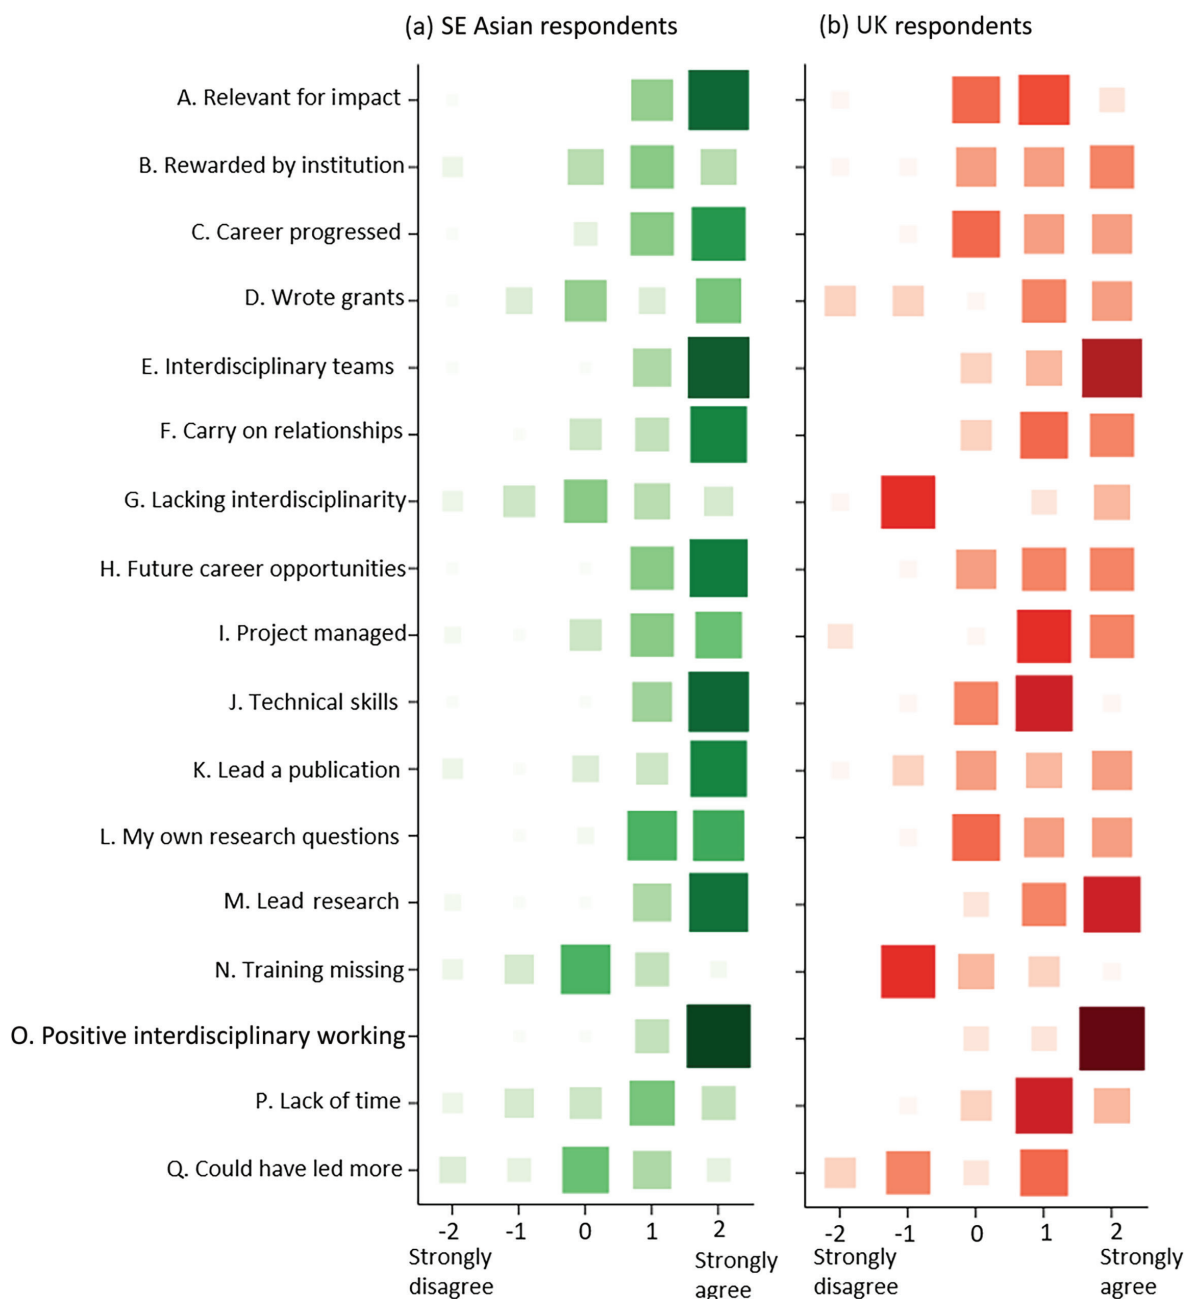 (a) SE Asian respondents
(b) UK respondents
A. Relevant for impact
B. Rewarded by institution
C. Career progressed
D. Wrote grants
E. Interdisciplinary teams
F. Carry on relationships
G. Lacking interdisciplinarity
H. Future career opportunities
I. Project managed
J. Technical skills
K. Lead a publication
L. My own research questions
M. Lead research
N. Training missing
O. Positive interdisciplinary working
P. Lack of time
Q. Could have led more
-2 -1 0 1 2
Strongly disagree
Strongly agree
-2 -1 0 1 2
Strongly disagree
Strongly agree